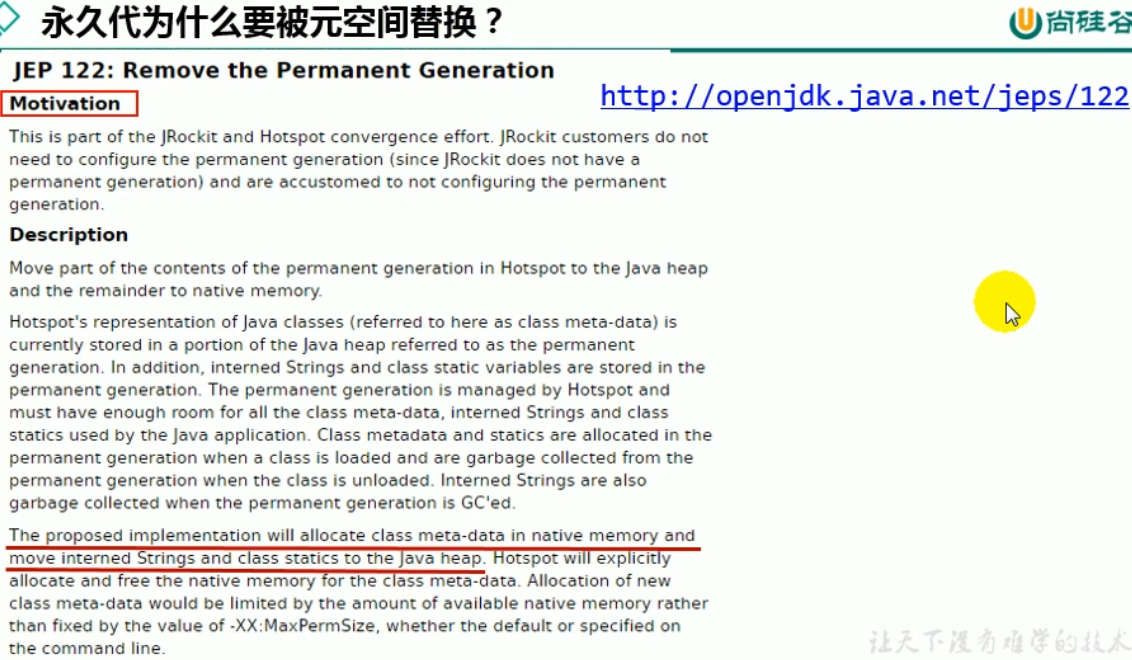 永久代为什么要被元空间替换？
尚硅谷
JEP 122: Remove the Permanent Generation
http://openjdk.java.net/jeps/122
Motivation
This is part of the JRockit and Hotspot convergence effort. JRockit customers do not
need to configure the permanent generation (since JRockit does not have a
permanent generation) and are accustomed to not configuring the permanent
generation.
Description
Move part of the contents of the permanent generation in Hotspot to the Java heap
and the remainder to native memory.
Hotspot's representation of Java classes (referred to here as class meta-data) is
currently stored in a portion of the Java heap referred to as the permanent
generation. In addition, interned Strings and class static variables are stored in the
permanent generation. The permanent generation is managed by Hotspot and
must have enough room for all the class meta-data, interned Strings and class
statics used by the Java application. Class metadata and statics are allocated in the
permanent generation when a class is loaded and are garbage collected from the
permanent generation when the class is unloaded. Interned Strings are also
garbage collected when the permanent generation is GC'ed.
The proposed implementation will allocate class meta-data in native memory and
move interned Strings and class statics to the Java heap. Hotspot will explicitly
allocate and free the native memory for the class meta-data. Allocation of new
class meta-data would be limited by the amount of available native memory rather
than fixed by the value of -XX:MaxPermSize, whether the default or specified on
the command line.
让天下没有难学的技术